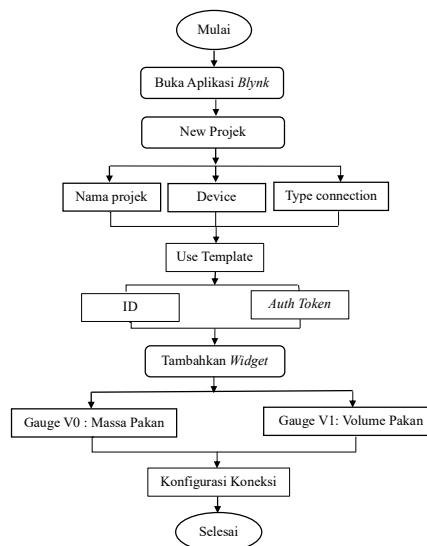 Mulai
Buka Aplikasi Blynk
New Projek
Nama projek
Device
Type connection
Use Template
ID
Auth Token
Tambahkan Widget
Gauge V0 : Massa Pakan
Gauge V1: Volume Pakan
Konfigurasi Koneksi
Selesai